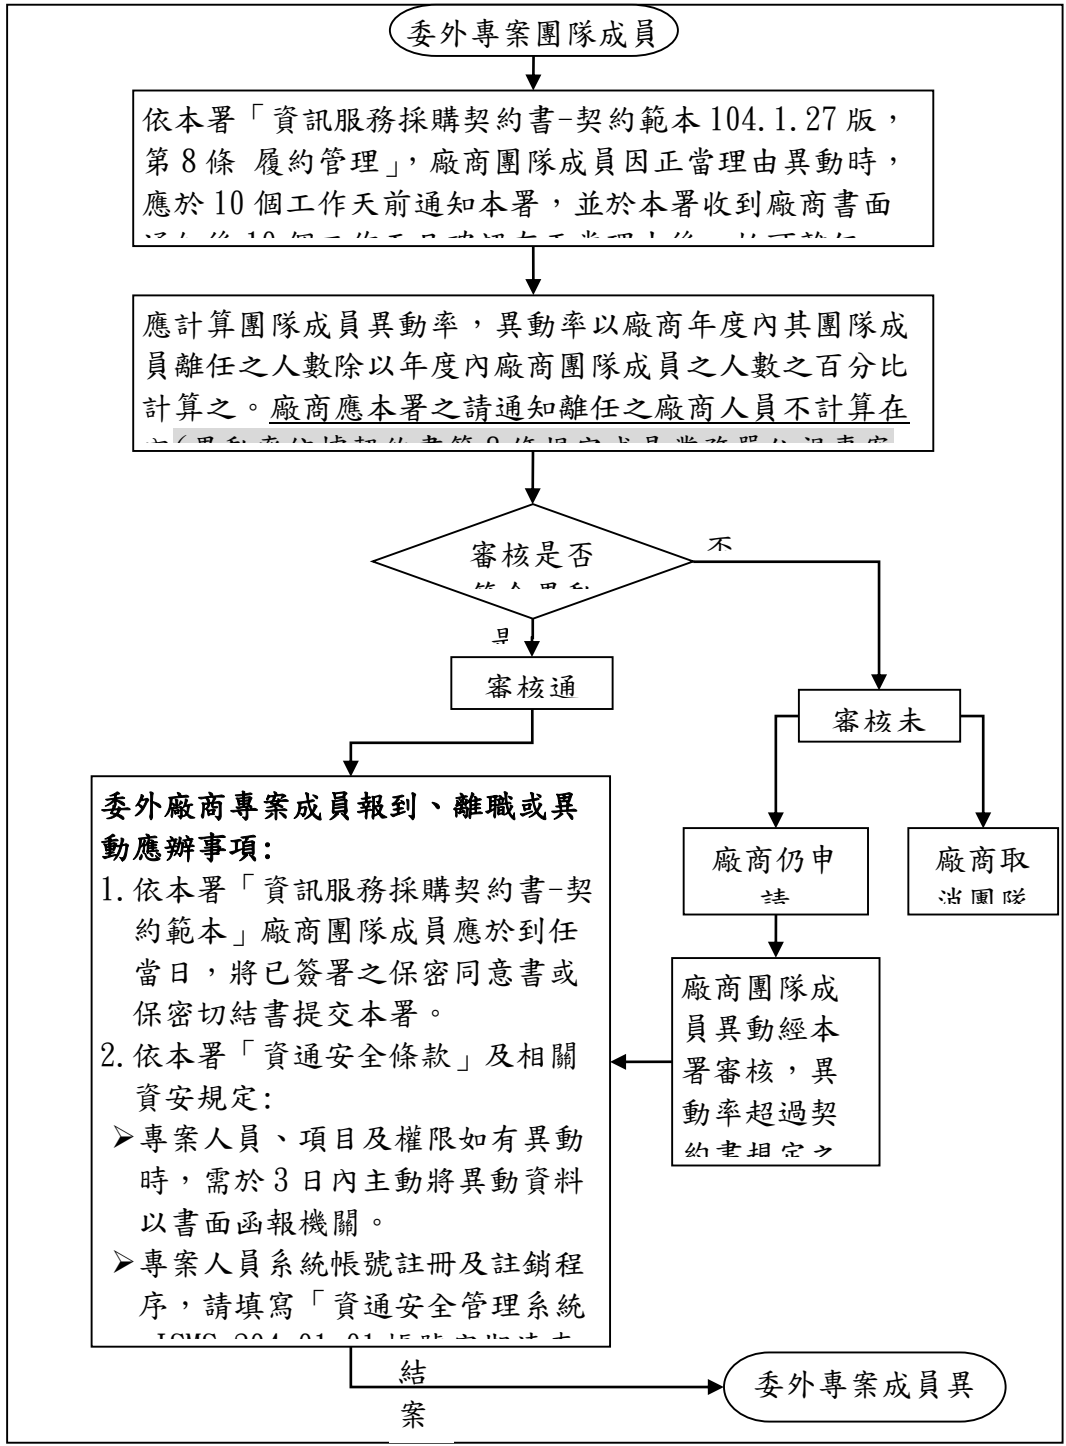 委外專案團隊成員
依本署「資訊服務採購契約書-契約範本 104.1.27 版，
第 8 條 履約管理」，廠商團隊成員因正當理由異動時，
應於 10 個工作天前通知本署，並於本署收到廠商書面
應計算團隊成員異動率，異動率以廠商年度內其團隊成
員離任之人數除以年度內廠商團隊成員之人數之百分比
計算之。廠商應本署之請通知離任之廠商人員不計算在
審核是否
不
是
審核通
審核未
委外廠商專案成員報到、離職或異
動應辦事項:
1.依本署「資訊服務採購契約書-契
約範本」廠商團隊成員應於到任
當日，將已簽署之保密同意書或
保密切結書提交本署。
2.依本署「資通安全條款」及相關
資安規定:
➢專案人員、項目及權限如有異動
時，需於 3 日內主動將異動資料
以書面函報機關。
➢專案人員系統帳號註冊及註銷程
序，請填寫「資通安全管理系統
廠商仍申
請
廠商取
消團隊
廠商團隊成
員異動經本
署審核，異
動率超過契
約書規定之
結
案
委外專案成員異